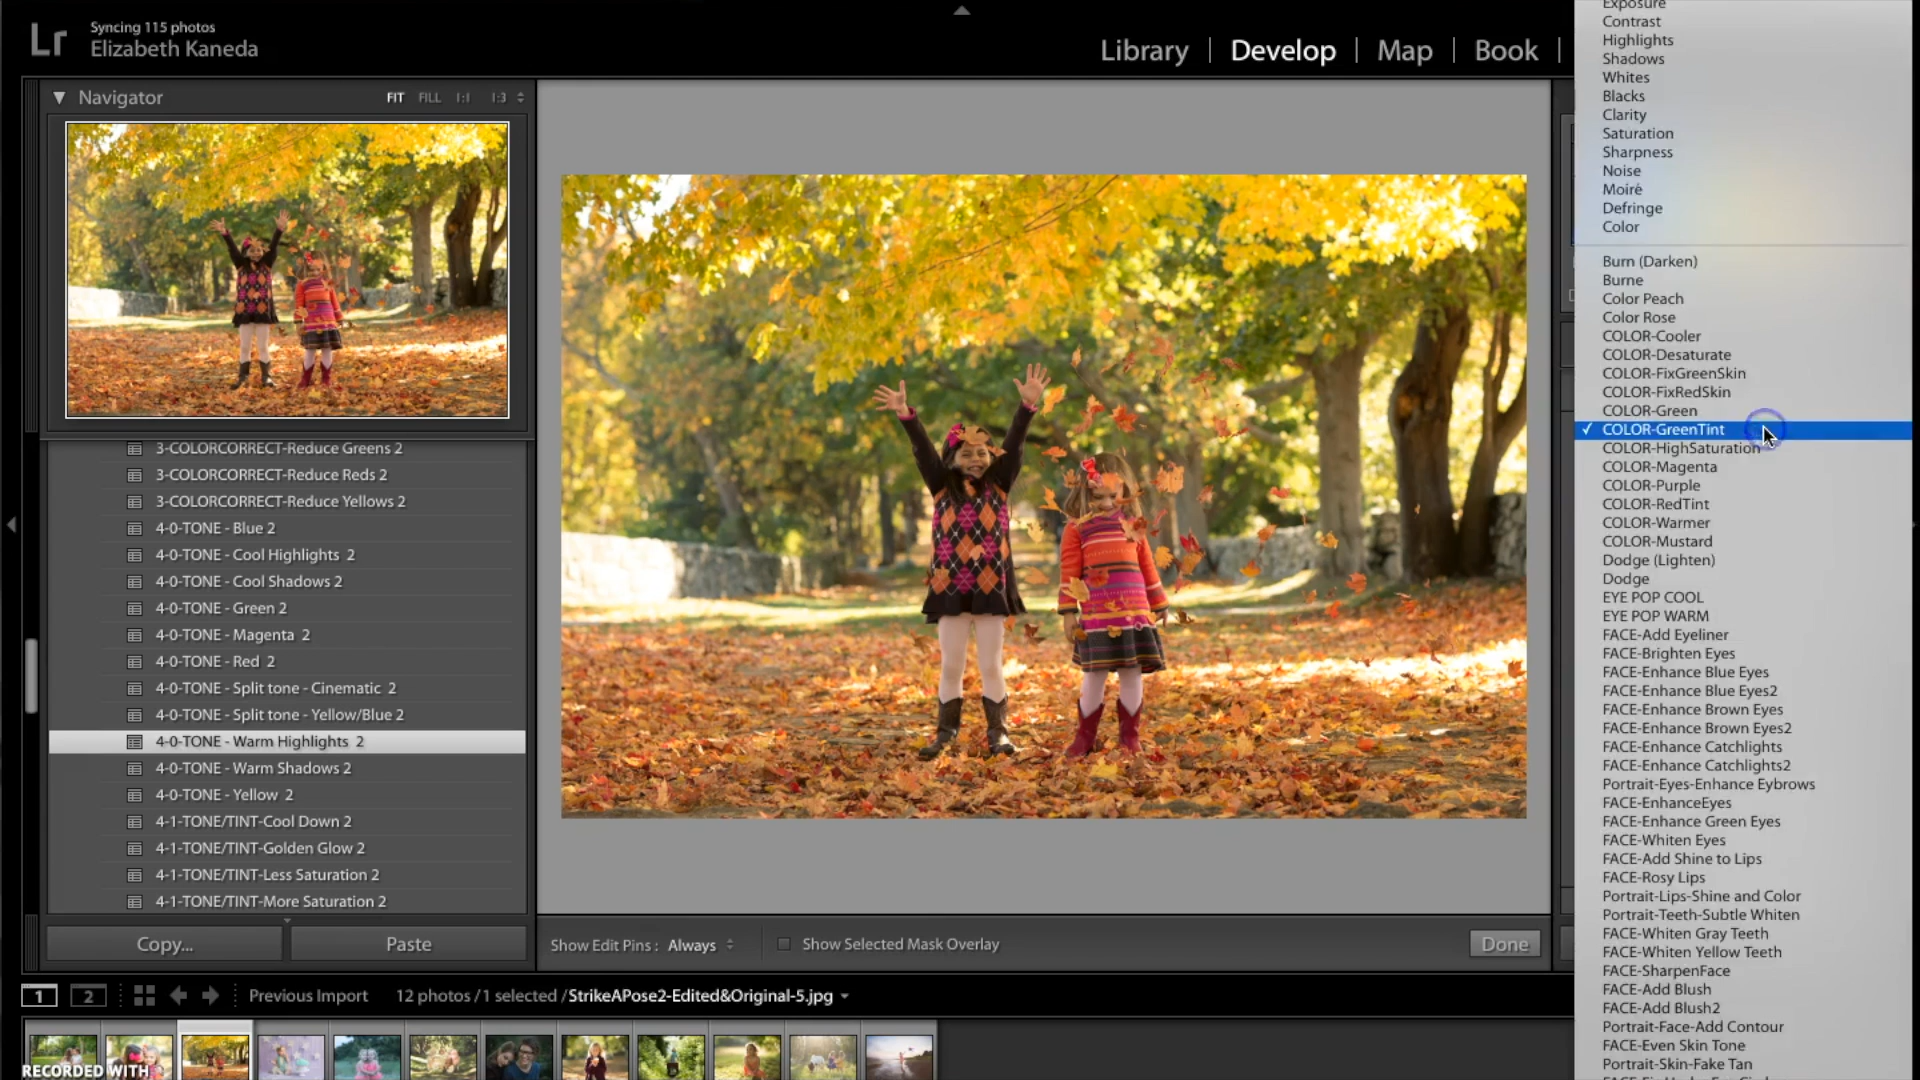 Lr
Syncing 115 photos
Elizabeth Kaneda
Library | Develop | Map | Book |
Navigator
FIT FILL 1:1 1:3
3-COLORCORRECT-Reduce Greens 2
3-COLORCORRECT-Reduce Reds 2
3-COLORCORRECT-Reduce Yellows 2
4-0-TONE - Blue 2
4-0-TONE - Cool Highlights 2
4-0-TONE - Cool Shadows 2
4-0-TONE - Green 2
4-0-TONE - Magenta 2
4-0-TONE - Red 2
4-0-TONE - Split tone - Cinematic 2
4-0-TONE - Split tone - Yellow/Blue 2
4-0-TONE - Warm Highlights 2
4-0-TONE - Warm Shadows 2
4-0-TONE - Yellow 2
4-1-TONE/TINT-Cool Down 2
4-1-TONE/TINT-Golden Glow 2
4-1-TONE/TINT-Less Saturation 2
4-1-TONE/TINT-More Saturation 2
Copy...
Paste
Show Edit Pins : Always
Show Selected Mask Overlay
Done
1 2
Previous Import
12 photos / 1 selected / StrikeAPose2-Edited&Original-5.jpg
RECORDED WITH
Exposure
Contrast
Highlights
Shadows
Whites
Blacks
Clarity
Saturation
Sharpness
Noise
Moiré
Defringe
Color
Burn (Darken)
Burne
Color Peach
Color Rose
COLOR-Cooler
COLOR-Desaturate
COLOR-FixGreenSkin
COLOR-FixRedSkin
COLOR-Green
✓ COLOR-GreenTint
COLOR-HighSaturation
COLOR-Magenta
COLOR-Purple
COLOR-RedTint
COLOR-Warmer
COLOR-Mustard
Dodge (Lighten)
Dodge
EYE POP COOL
EYE POP WARM
FACE-Add Eyeliner
FACE-Brighten Eyes
FACE-Enhance Blue Eyes
FACE-Enhance Blue Eyes2
FACE-Enhance Brown Eyes
FACE-Enhance Brown Eyes2
FACE-Enhance Catchlights
FACE-Enhance Catchlights2
Portrait-Eyes-Enhance Eybrows
FACE-EnhanceEyes
FACE-Enhance Green Eyes
FACE-Whiten Eyes
FACE-Add Shine to Lips
FACE-Rosy Lips
Portrait-Lips-Shine and Color
Portrait-Teeth-Subtle Whiten
FACE-Whiten Gray Teeth
FACE-Whiten Yellow Teeth
FACE-SharpenFace
FACE-Add Blush
FACE-Add Blush2
Portrait-Face-Add Contour
FACE-Even Skin Tone
Portrait-Skin-Fake Tan